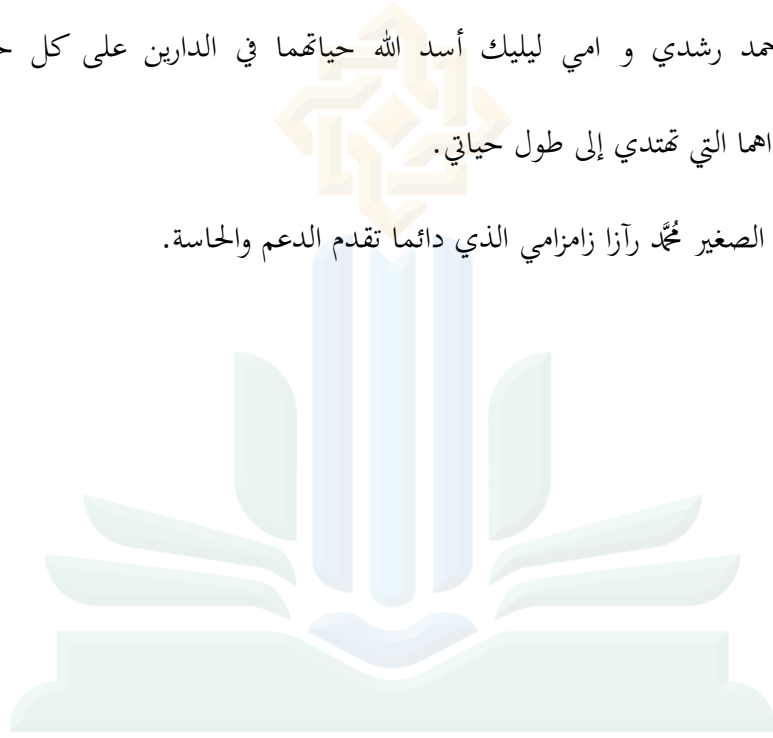 حمد رشدي و امي ليليك أسد الله حياتهما في الدارين على كل ح
اهما التي تهتدي إلى طول حياتي.
الصغير مُحَمَّد رآزا زامزامي الذي دائما تقدم الدعم والحاسة.